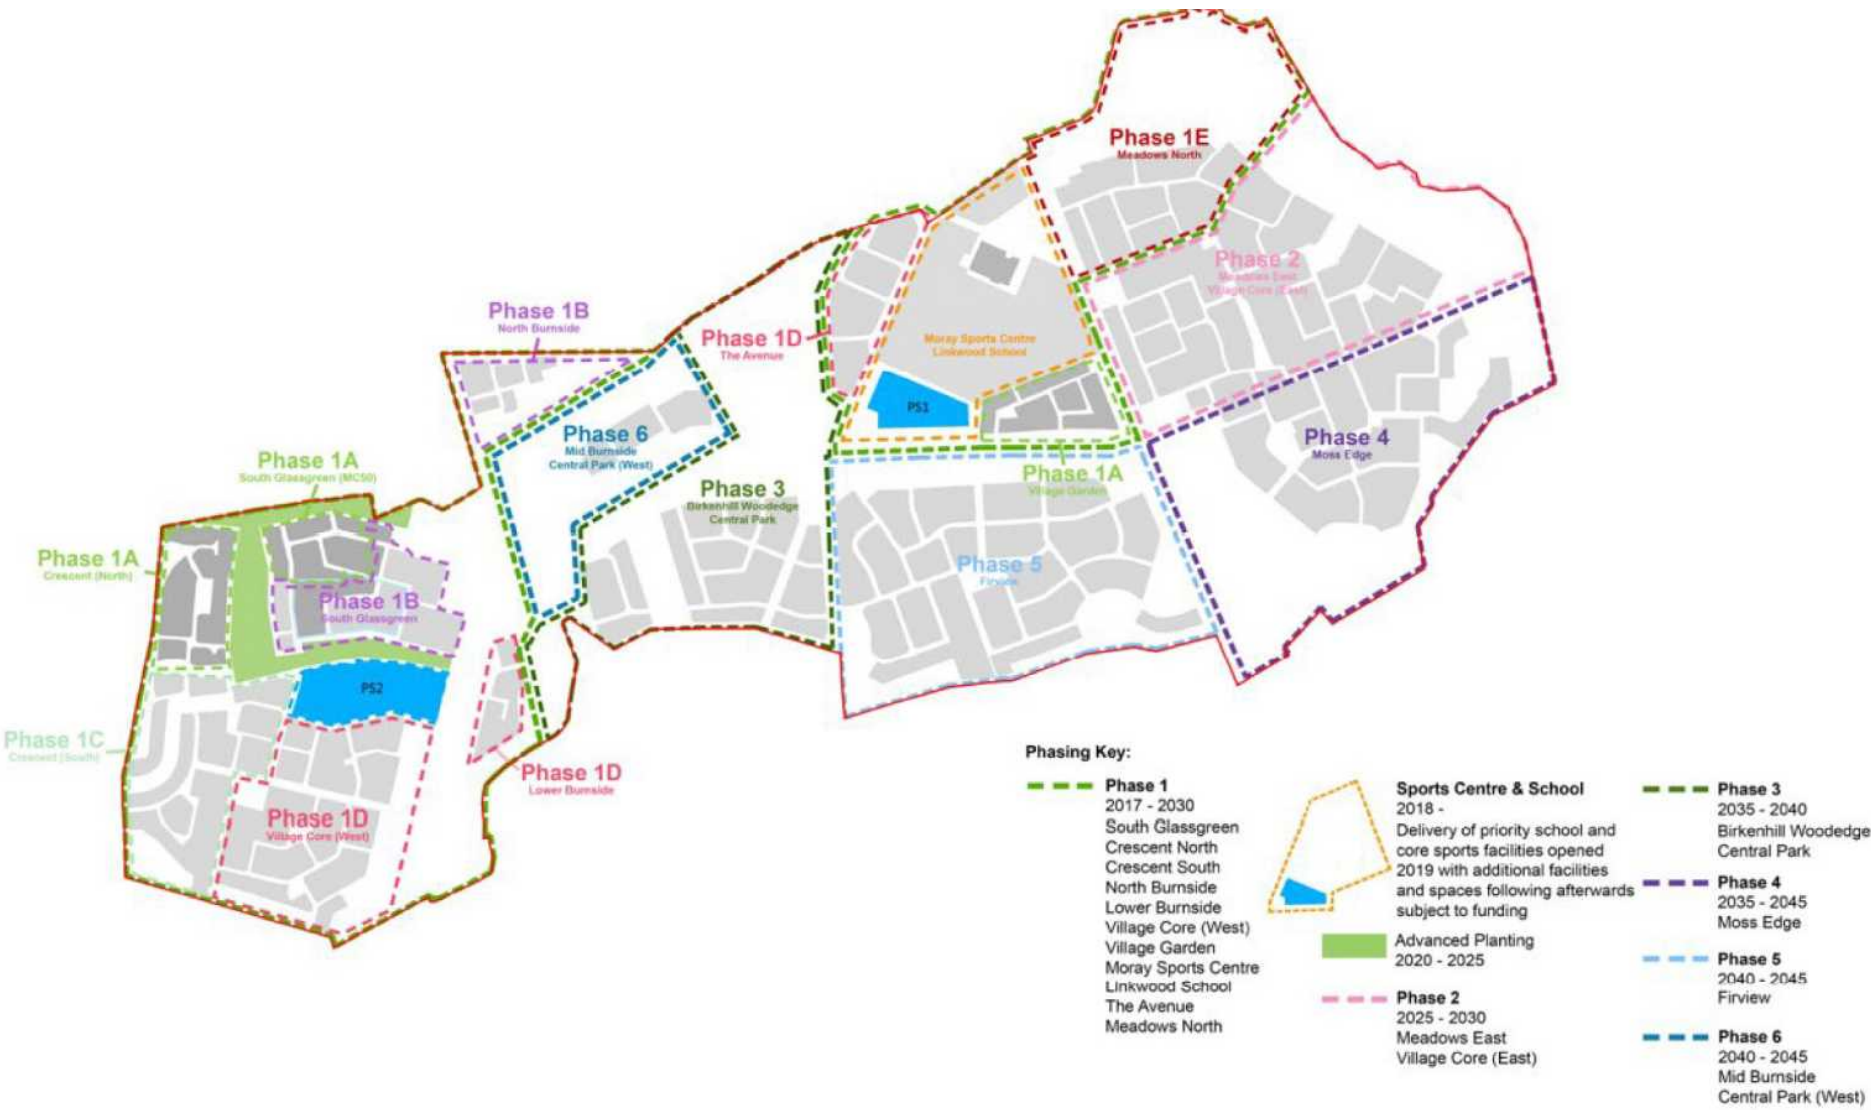 Phase 1E
Meadows North
Phase 2
Meadows East
Village Core (East)
Phase 1B
North Burnside
Phase 1D
The Avenue
Moray Sports Centre
Linkwood School
PS1
Phase 6
Mid Burnside
Central Park (West)
Phase 4
Moss Edge
Phase 1A
South Glassgreen (MC50)
Phase 1A
Village Garden
Phase 3
Birkenhill Woodedge
Central Park
Phase 1A
Crescent (North)
Phase 5
Firview
Phase 1B
South Glassgreen
PS2
Phase 1C
Crescent (South)
Phase 1D
Lower Burnside
Phase 1D
Village Core (West)
Phasing Key:
Phase 1
2017 - 2030
South Glassgreen
Crescent North
Crescent South
North Burnside
Lower Burnside
Village Core (West)
Village Garden
Moray Sports Centre
Linkwood School
The Avenue
Meadows North
Sports Centre & School
2018 -
Delivery of priority school and
core sports facilities opened
2019 with additional facilities
and spaces following afterwards
subject to funding
Advanced Planting
2020 - 2025
Phase 2
2025 - 2030
Meadows East
Village Core (East)
Phase 3
2035 - 2040
Birkenhill Woodedge
Central Park
Phase 4
2035 - 2045
Moss Edge
Phase 5
2040 - 2045
Firview
Phase 6
2040 - 2045
Mid Burnside
Central Park (West)